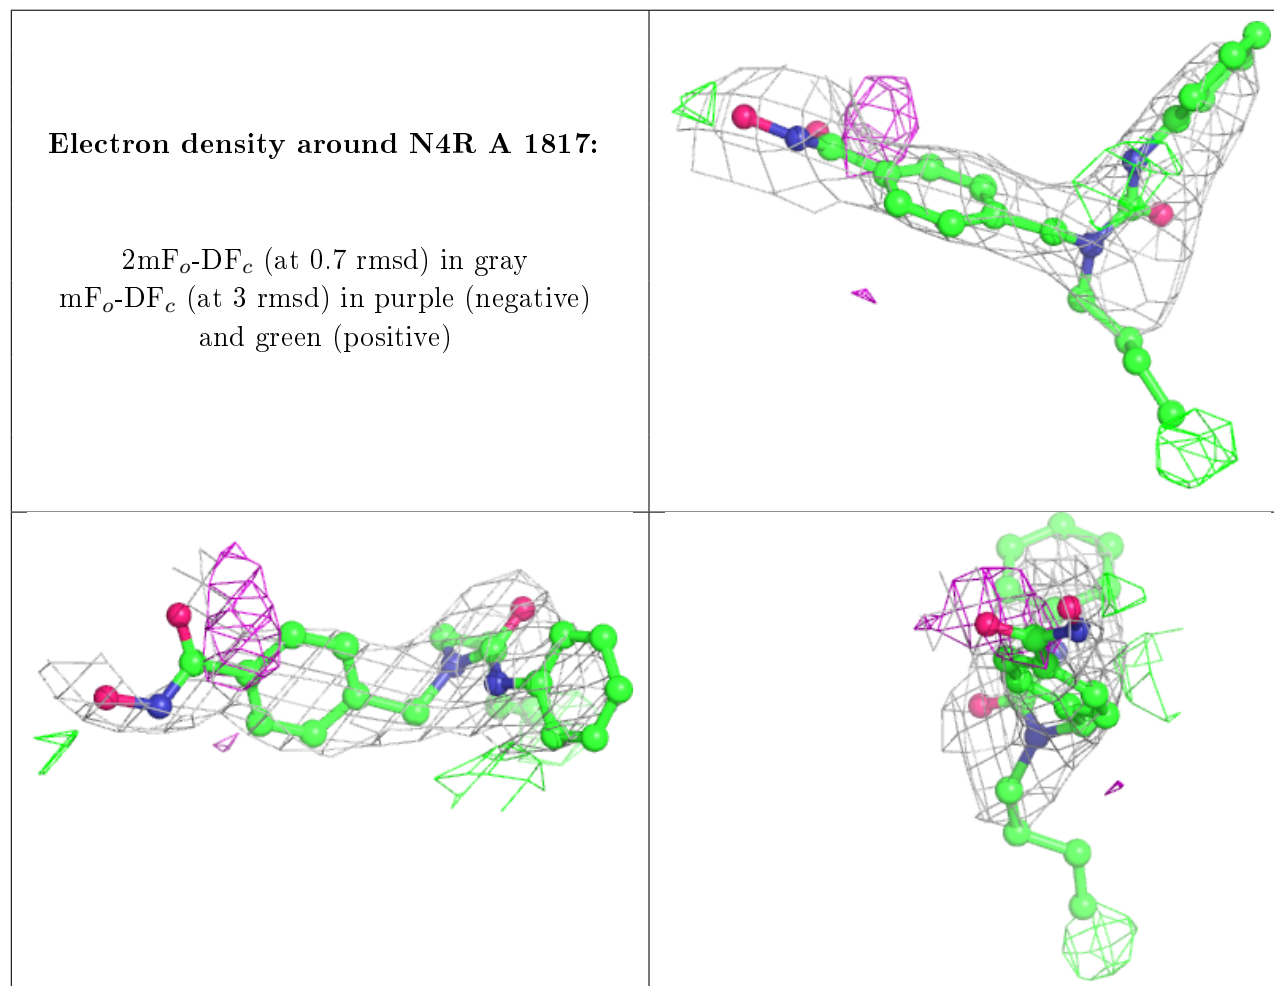 Electron density around N4R A 1817:
2mFₒ-DF𝒸 (at 0.7 rmsd) in gray
mFₒ-DF𝒸 (at 3 rmsd) in purple (negative)
and green (positive)